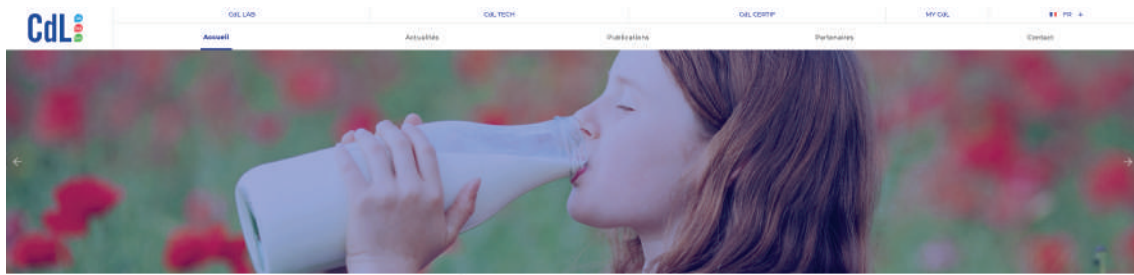 CdL
CdL LAB
CdL TECH
CdL CERTIF
MY CdL
FR
Accueil
Actualités
Publications
Partenaires
Contact